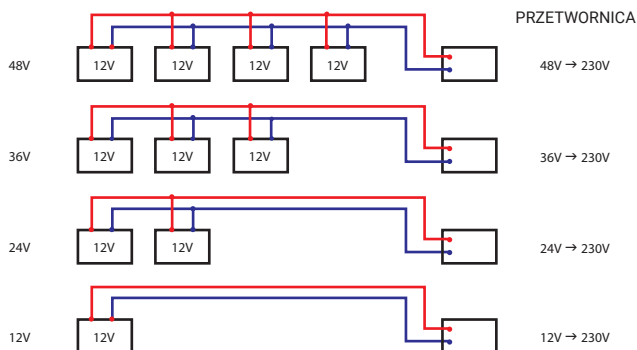 PRZETWORNICA
48V 12V 12V 12V 12V 48V → 230V
36V 12V 12V 12V 36V → 230V
24V 12V 12V 24V → 230V
12V 12V 12V → 230V